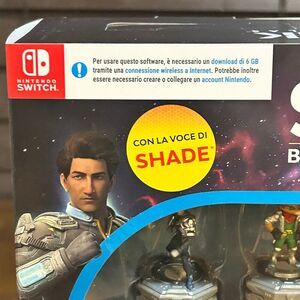 NINTENDO
SWITCH
Per usare questo software, è necessario un download di 6 GB
tramite una connessione wireless a Internet. Potrebbe inoltre
essere necessario creare o collegare un account Nintendo.
CON LA VOCE DI
SHADE
S
B